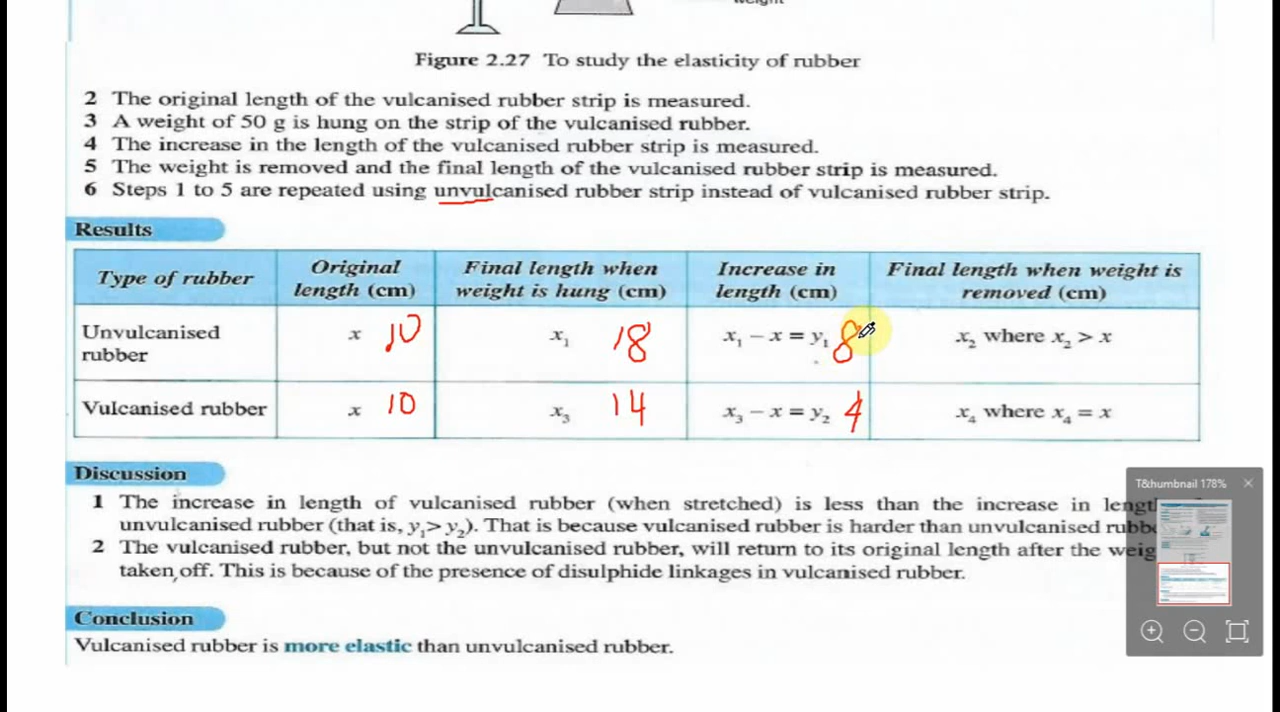 weight
Figure 2.27 To study the elasticity of rubber
2 The original length of the vulcanised rubber strip is measured.
3 A weight of 50 g is hung on the strip of the vulcanised rubber.
4 The increase in the length of the vulcanised rubber strip is measured.
5 The weight is removed and the final length of the vulcanised rubber strip is measured.
6 Steps 1 to 5 are repeated using unvulcanised rubber strip instead of vulcanised rubber strip.
Results
Type of rubber
Original length (cm)
Final length when weight is hung (cm)
Increase in length (cm)
Final length when weight is removed (cm)
Unvulcanised rubber
x 10
x₁ 18
x₁ − x = y₁ 8
x₂ where x₂ > x
Vulcanised rubber
x 10
x₃ 14
x₃ − x = y₂ 4
x₄ where x₄ = x
Discussion
1 The increase in length of vulcanised rubber (when stretched) is less than the increase in
unvulcanised rubber (that is, y₁> y₂). That is because vulcanised rubber is harder than unvulcanised
2 The vulcanised rubber, but not the unvulcanised rubber, will return to its original length after the
taken off. This is because of the presence of disulphide linkages in vulcanised rubber.
Conclusion
Vulcanised rubber is more elastic than unvulcanised rubber.
T&thumbnail 178%